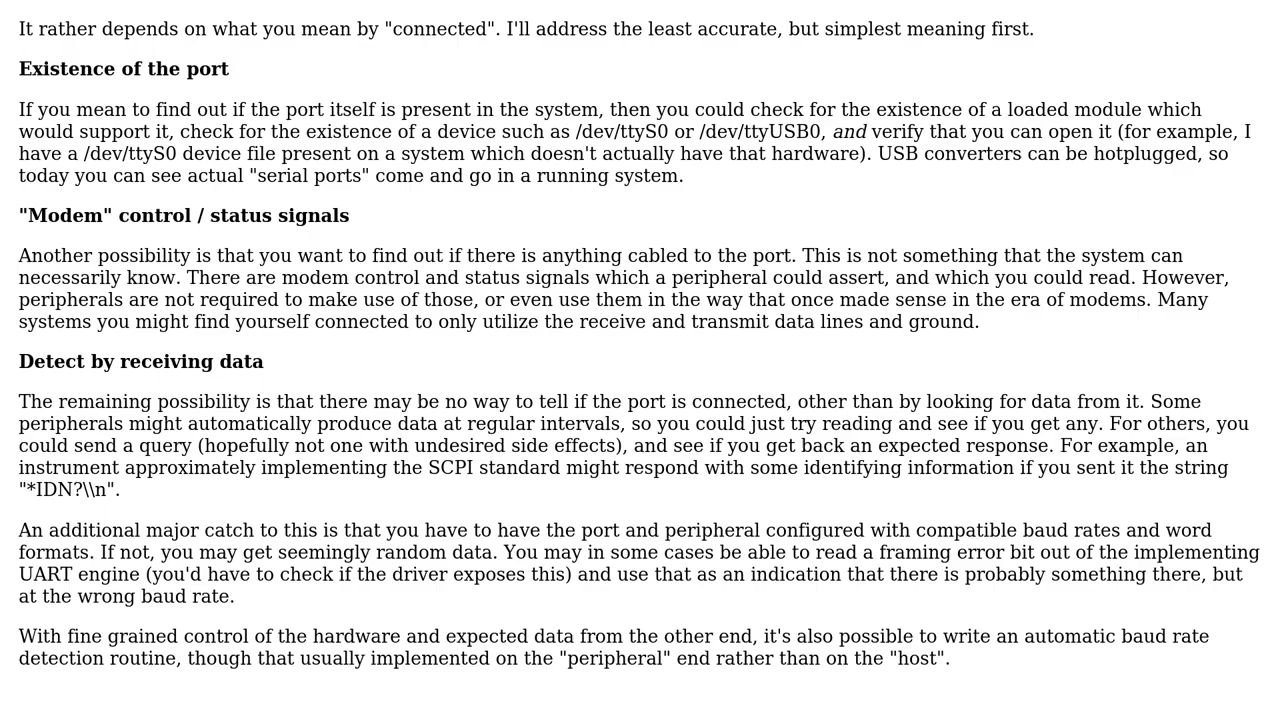 It rather depends on what you mean by "connected". I'll address the least accurate, but simplest meaning first.
Existence of the port
If you mean to find out if the port itself is present in the system, then you could check for the existence of a loaded module which
would support it, check for the existence of a device such as /dev/ttyS0 or /dev/ttyUSB0, and verify that you can open it (for example, I
have a /dev/ttyS0 device file present on a system which doesn't actually have that hardware). USB converters can be hotplugged, so
today you can see actual "serial ports" come and go in a running system.
"Modem" control / status signals
Another possibility is that you want to find out if there is anything cabled to the port. This is not something that the system can
necessarily know. There are modem control and status signals which a peripheral could assert, and which you could read. However,
peripherals are not required to make use of those, or even use them in the way that once made sense in the era of modems. Many
systems you might find yourself connected to only utilize the receive and transmit data lines and ground.
Detect by receiving data
The remaining possibility is that there may be no way to tell if the port is connected, other than by looking for data from it. Some
peripherals might automatically produce data at regular intervals, so you could just try reading and see if you get any. For others, you
could send a query (hopefully not one with undesired side effects), and see if you get back an expected response. For example, an
instrument approximately implementing the SCPI standard might respond with some identifying information if you sent it the string
"*IDN?\\n".
An additional major catch to this is that you have to have the port and peripheral configured with compatible baud rates and word
formats. If not, you may get seemingly random data. You may in some cases be able to read a framing error bit out of the implementing
UART engine (you'd have to check if the driver exposes this) and use that as an indication that there is probably something there, but
at the wrong baud rate.
With fine grained control of the hardware and expected data from the other end, it's also possible to write an automatic baud rate
detection routine, though that usually implemented on the "peripheral" end rather than on the "host".